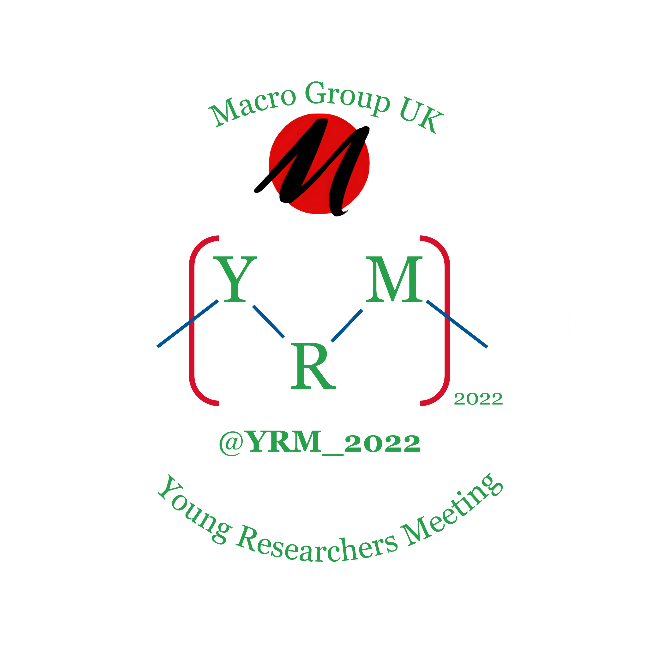 Macro Group UK
M
Y M
R
2022
@YRM_2022
Young Researchers Meeting